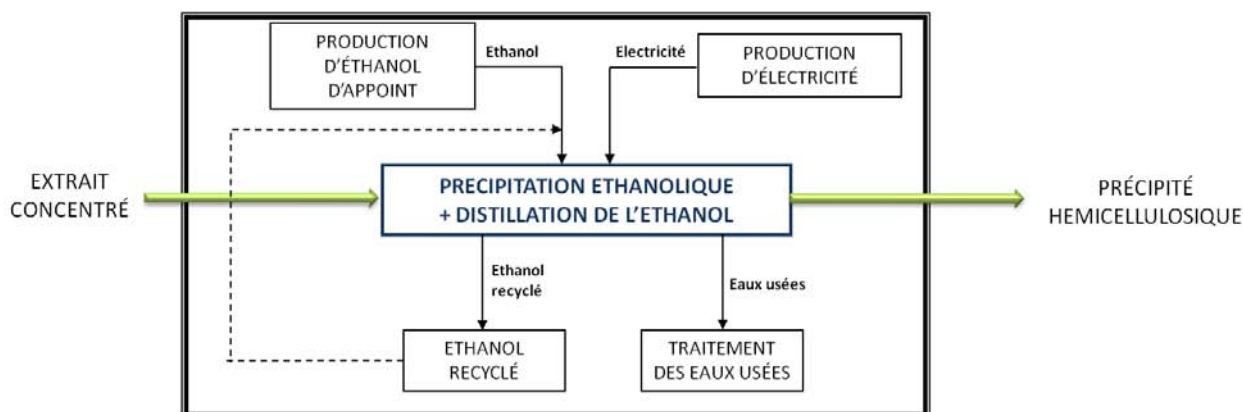 PRODUCTION
D'ÉTHANOL
D'APPOINT
Ethanol
Electricité
PRODUCTION
D'ÉLECTRICITÉ
EXTRAIT
CONCENTRÉ
PRECIPITATION ETHANOLIQUE
+ DISTILLATION DE L'ETHANOL
PRÉCIPITÉ
HEMICELLULOSIQUE
Ethanol
recyclé
Eaux usées
ETHANOL
RECYCLÉ
TRAITEMENT
DES EAUX USÉES